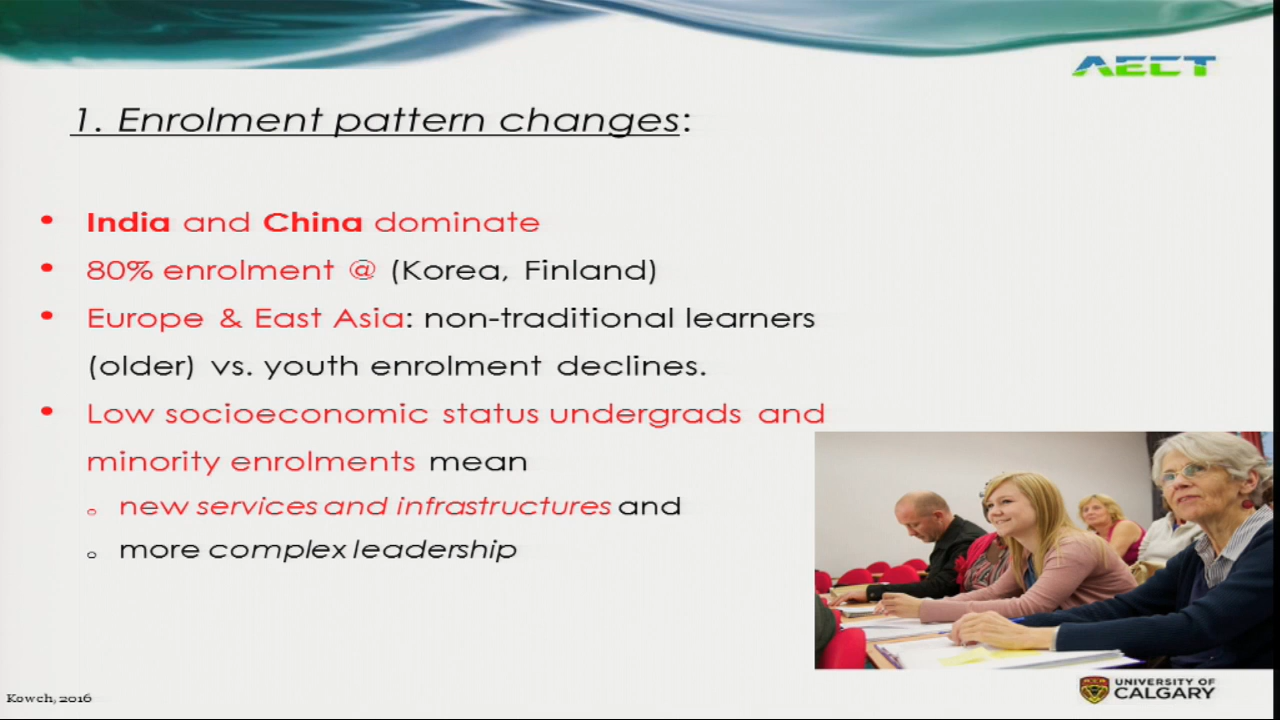 AECT
1. Enrolment pattern changes:
• India and China dominate
• 80% enrolment @ (Korea, Finland)
• Europe & East Asia: non-traditional learners
(older) vs. youth enrolment declines.
• Low socioeconomic status undergrads and
minority enrolments mean
o new services and infrastructures and
o more complex leadership
Kowch, 2016
UNIVERSITY OF
CALGARY